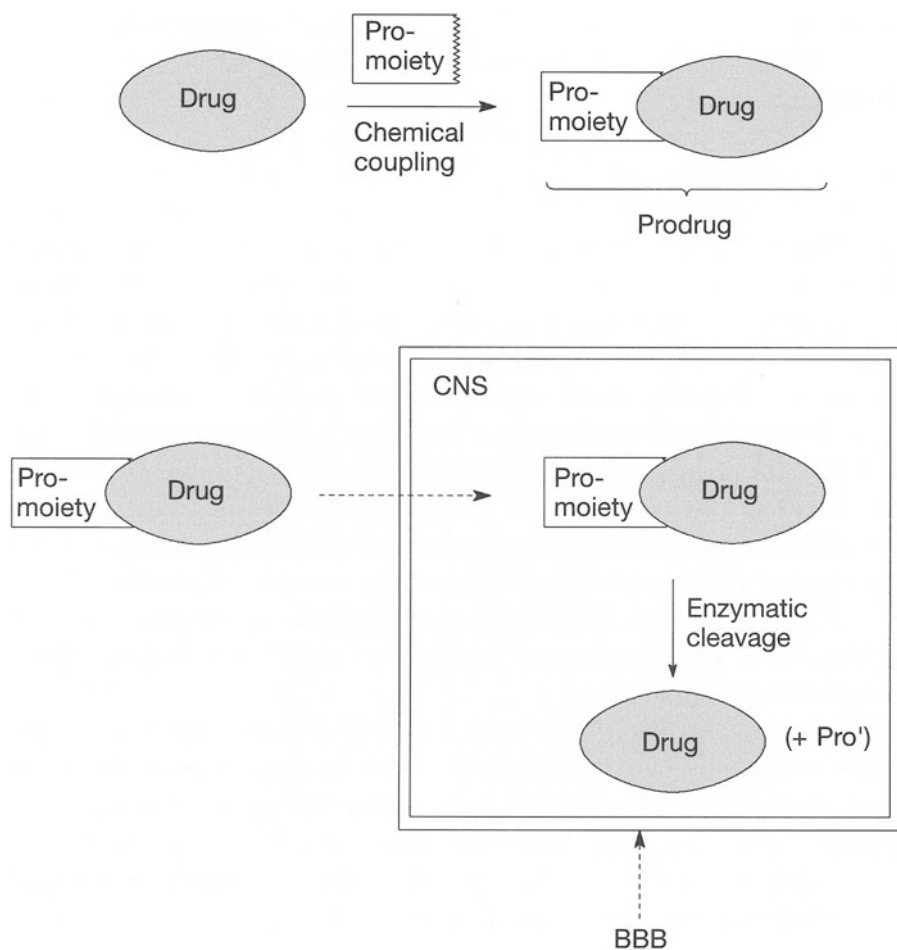 Pro-
moiety
Drug
Chemical
coupling
Pro-
moiety
Drug
Prodrug
CNS
Pro-
moiety
Drug
Pro-
moiety
Drug
Enzymatic
cleavage
Drug
(+ Pro')
BBB